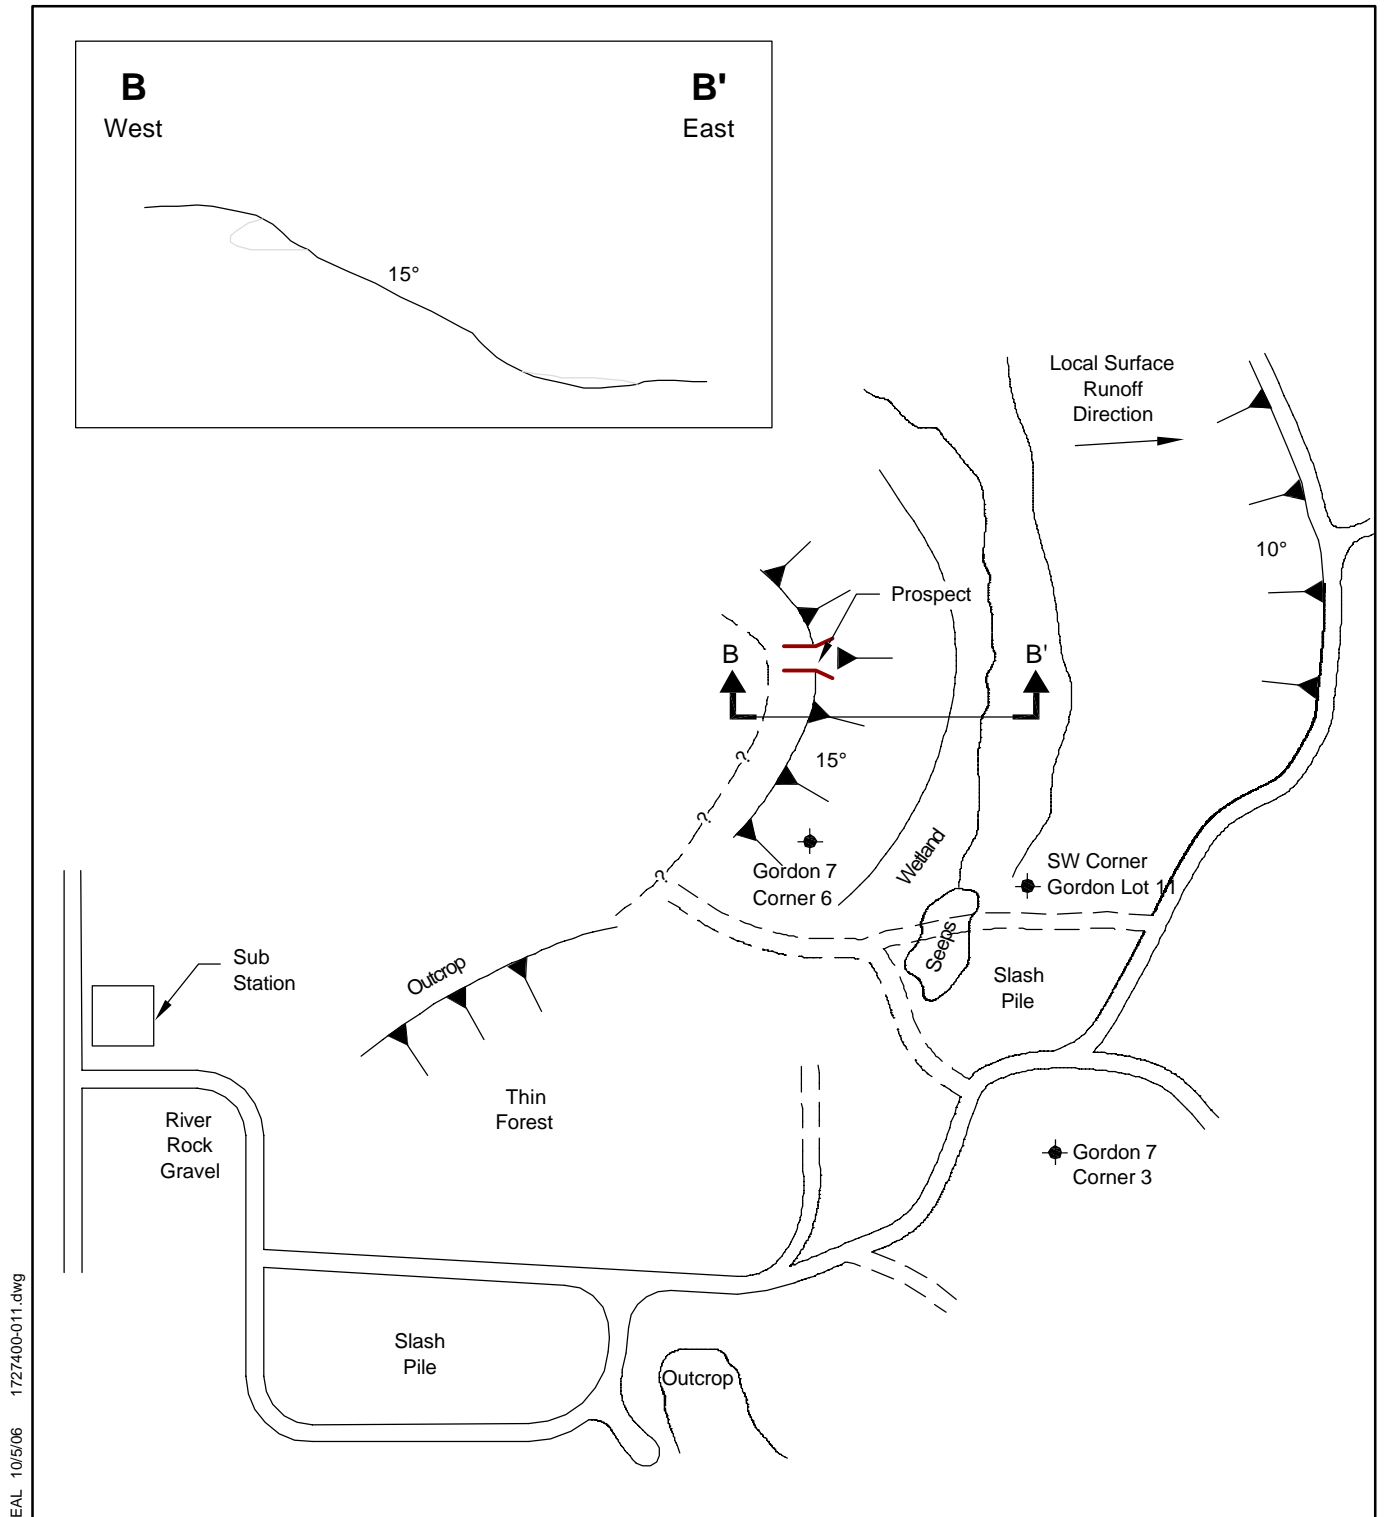 B
West
B'
East
15°
Local Surface
Runoff
Direction
10°
Prospect
B
B'
?
15°
?
?
Wetland
Gordon 7
Corner 6
SW Corner
Gordon Lot 11
Seeps
Slash
Pile
Outcrop
Sub
Station
Thin
Forest
River
Rock
Gravel
Gordon 7
Corner 3
Slash
Pile
Outcrop
EAL 10/5/06 1727400-011.dwg